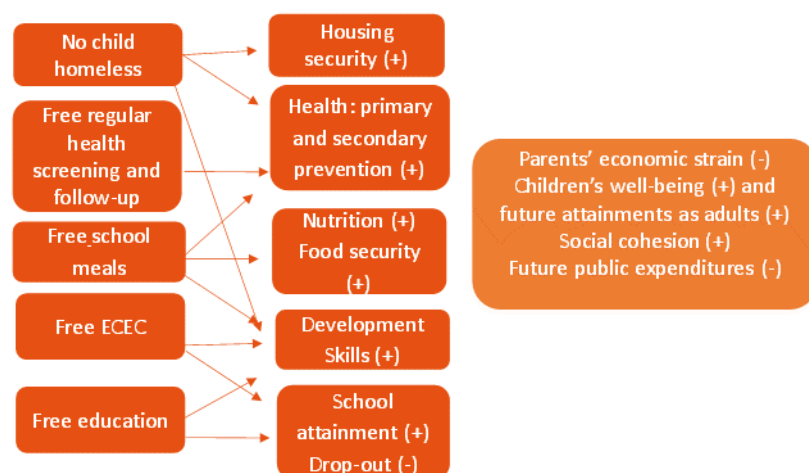 No child
homeless
Free regular
health
screening and
follow-up
Free school
meals
Free ECEC
Free education
Housing
security (+)
Health: primary
and secondary
prevention (+)
Nutrition (+)
Food security
(+)
Development
Skills (+)
School
attainment (+)
Drop-out (-)
Parents' economic strain (-)
Children's well-being (+) and
future attainments as adults (+)
Social cohesion (+)
Future public expenditures (-)